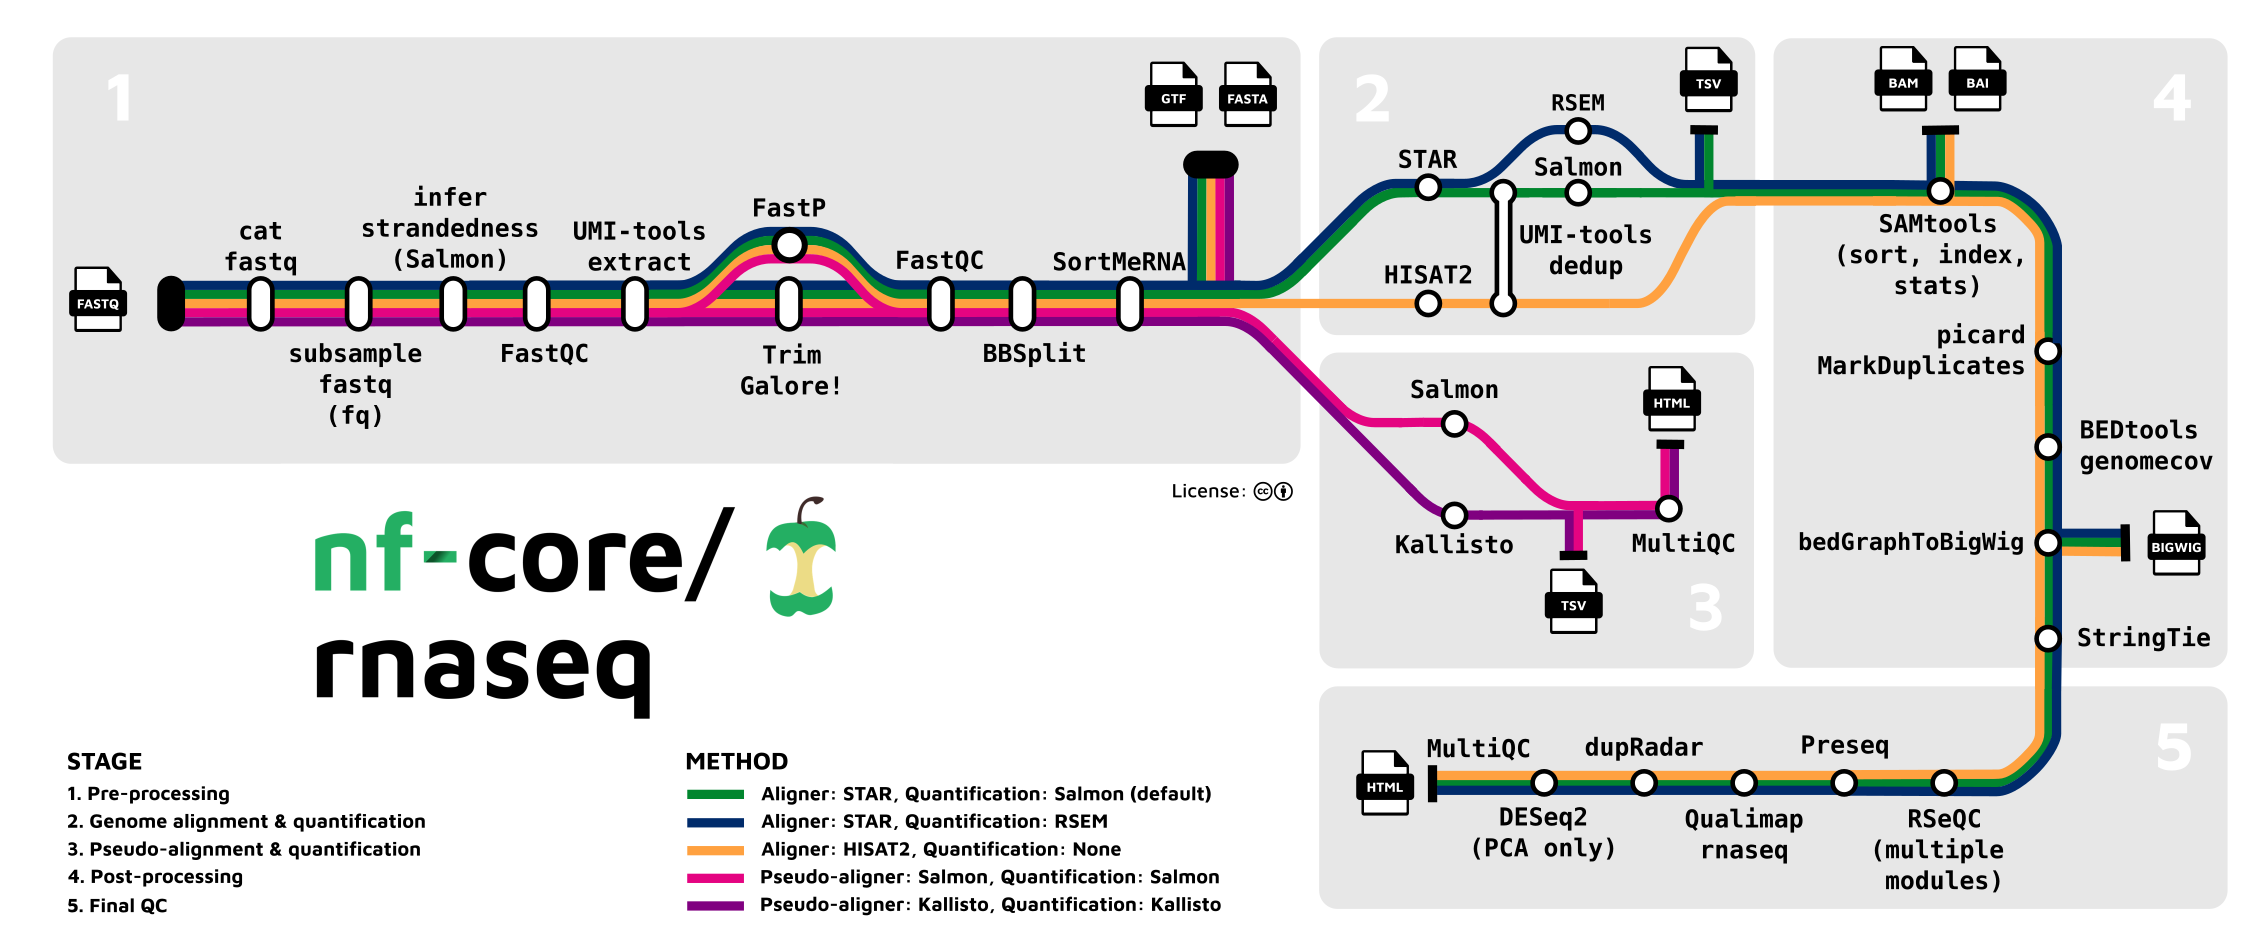 1
GTF
FASTA
FASTQ
cat
fastq
infer
strandedness
(Salmon)
UMI-tools
extract
FastP
FastQC
SortMeRNA
subsample
fastq
(fq)
FastQC
Trim
Galore!
BBSplit
2
STAR
RSEM
Salmon
TSV
HISAT2
UMI-tools
dedup
4
BAM
BAI
SAMtools
(sort, index,
stats)
picard
MarkDuplicates
BEDtools
genomecov
bedGraphToBigWig
BIGWIG
StringTie
3
Salmon
HTML
Kallisto
MultiQC
TSV
License: cc
nf-core/
rnaseq
5
HTML
MultiQC
dupRadar
Preseq
DESeq2
(PCA only)
Qualimap
rnaseq
RSeQC
(multiple
modules)
STAGE
1. Pre-processing
2. Genome alignment & quantification
3. Pseudo-alignment & quantification
4. Post-processing
5. Final QC
METHOD
Aligner: STAR, Quantification: Salmon (default)
Aligner: STAR, Quantification: RSEM
Aligner: HISAT2, Quantification: None
Pseudo-aligner: Salmon, Quantification: Salmon
Pseudo-aligner: Kallisto, Quantification: Kallisto